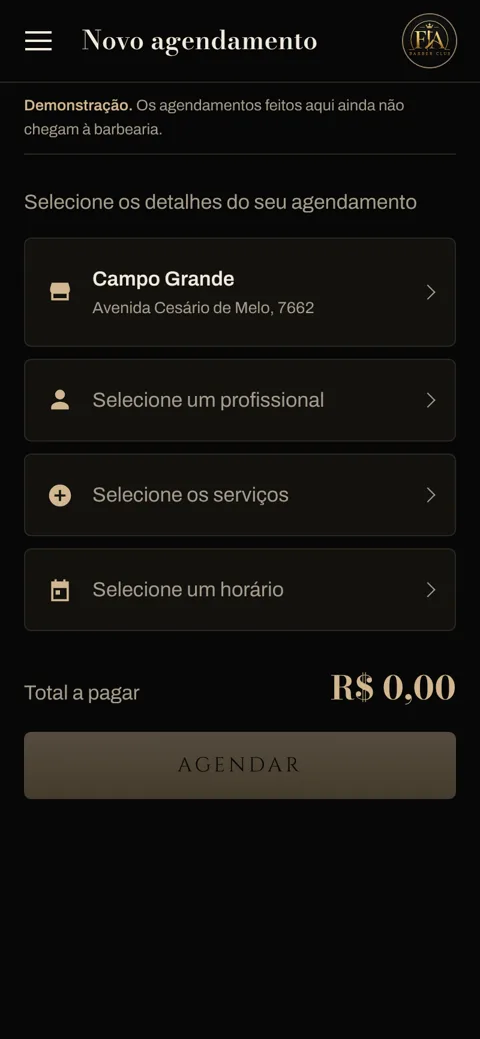 Novo agendamento
FJA
BARBER CLUB
Demonstração. Os agendamentos feitos aqui ainda não
chegam à barbearia.
Selecione os detalhes do seu agendamento
Campo Grande
Avenida Cesário de Melo, 7662
Selecione um profissional
Selecione os serviços
Selecione um horário
Total a pagar
R$ 0,00
AGENDAR